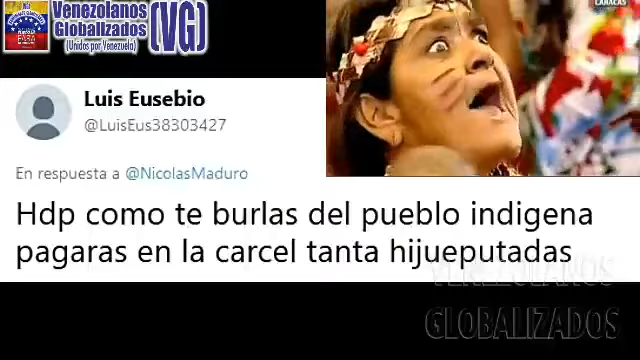 Venezolanos
Globalizados
(Unidos por Venezuela)
(VG)
CARACAS
Luis Eusebio
@LuisEus38303427
En respuesta a @NicolasMaduro
Hdp como te burlas del pueblo indigena
pagaras en la carcel tanta hijueputadas
VENEZOLANOS
GLOBALIZADOS